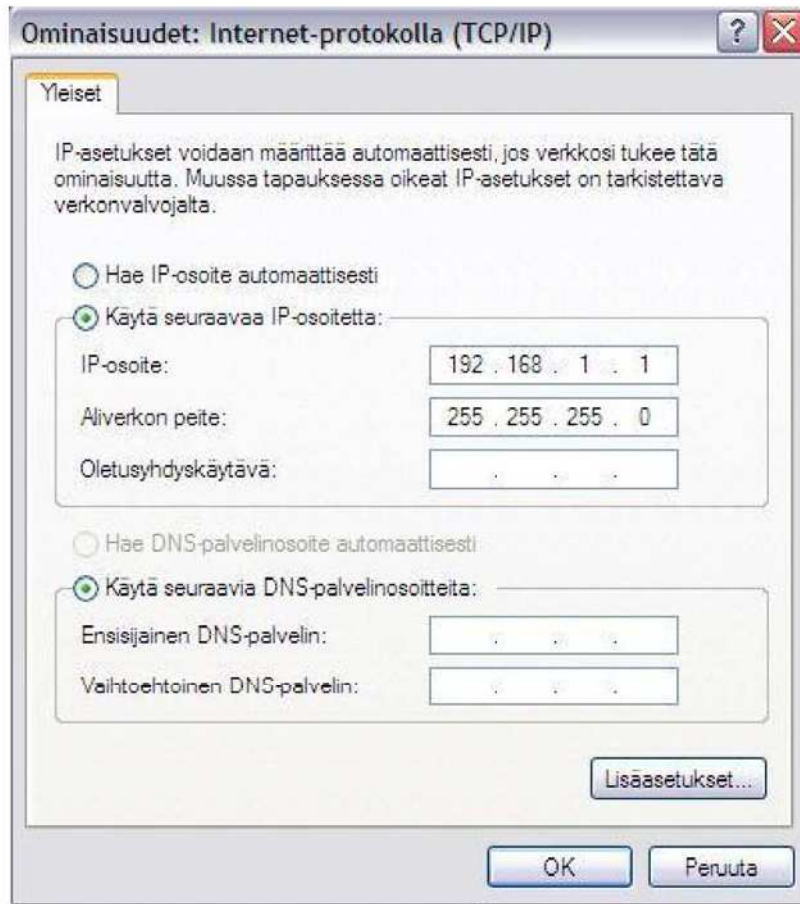 Ominaisuudet: Internet-protokolla (TCP/IP)
?
Yleiset
IP-asetukset voidaan määrittää automaattisesti, jos verkkosi tukee tätä
ominaisuutta. Muussa tapauksessa oikeat IP-asetukset on tarkistettava
verkonvalvojalta.
Hae IP-osoite automaattisesti
Käytä seuraavaa IP-osoitetta:
IP-osoite: 192 . 168 . 1 . 1
Aliverkon peite: 255 . 255 . 255 . 0
Oletusyhdyskäytävä: . . .
Hae DNS-palvelinosoite automaattisesti
Käytä seuraavia DNS-palvelinosoitteita:
Ensisijainen DNS-palvelin: . . .
Vaihtoehtoinen DNS-palvelin: . . .
Lisäasetukset...
OK Peruuta